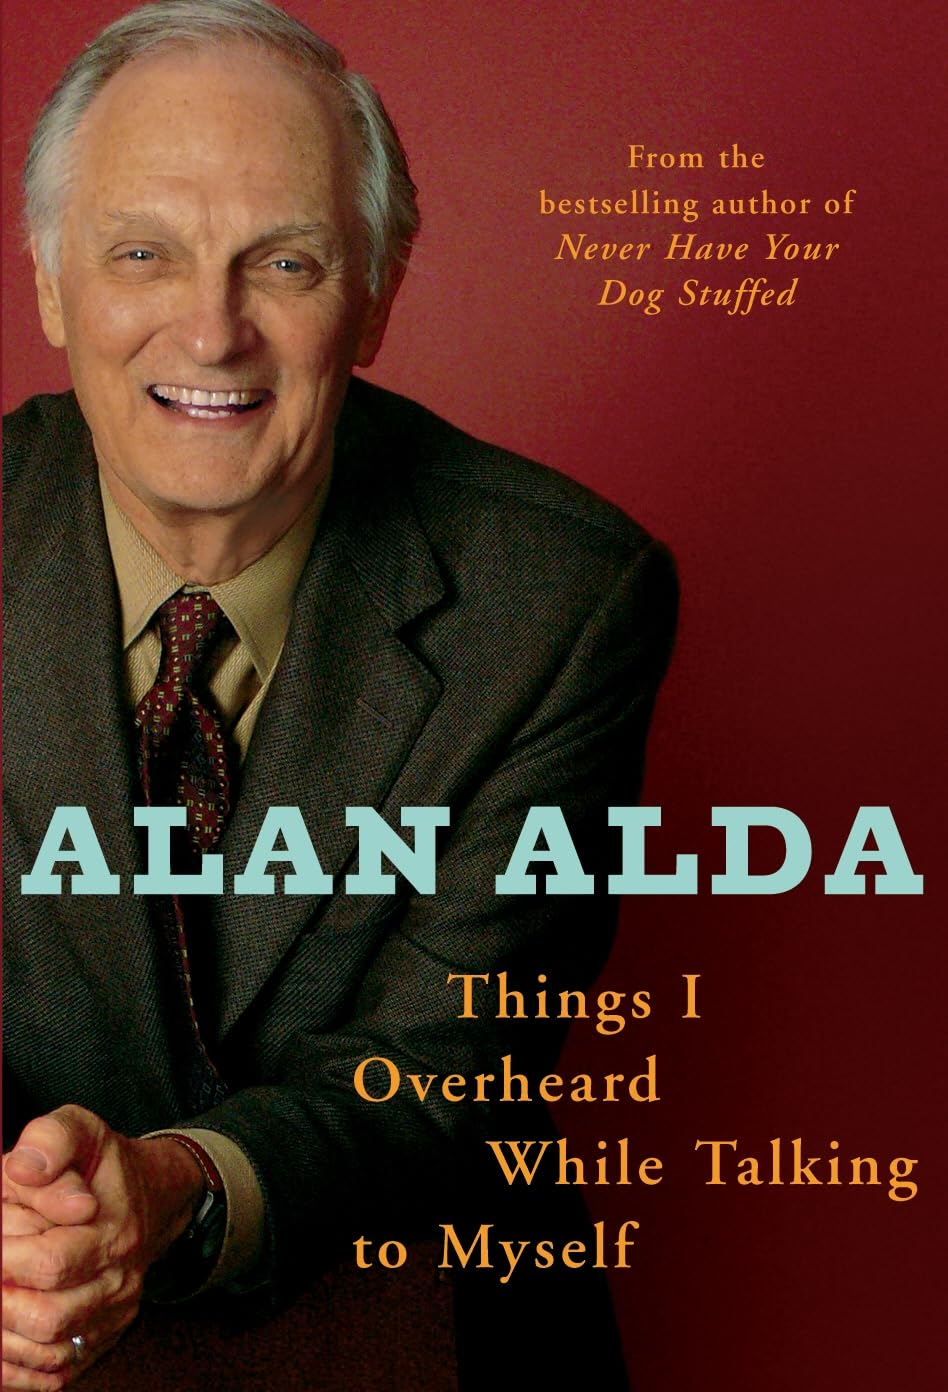 From the
bestselling author of
Never Have Your
Dog Stuffed
ALAN ALDA
Things I
Overheard
While Talking
to Myself